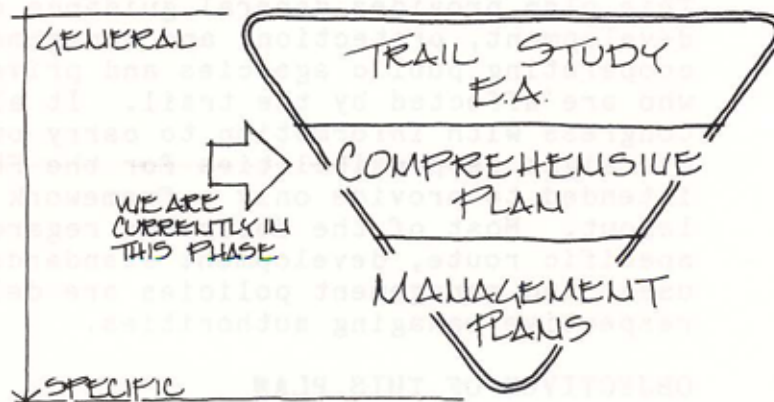 GENERAL
TRAIL STUDY
E.A.
COMPREHENSIVE
PLAN
WE ARE
CURRENTLY IN
THIS PHASE
MANAGEMENT
PLANS
SPECIFIC